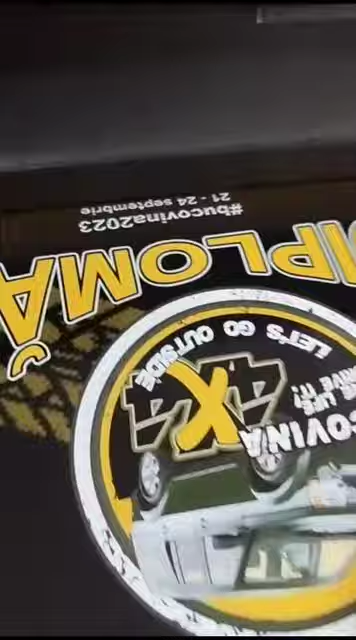 #bucovina2023
21 - 24 septembrie
IPLOMĂ
LET'S GO OUTSIDE
4X4
COVINA